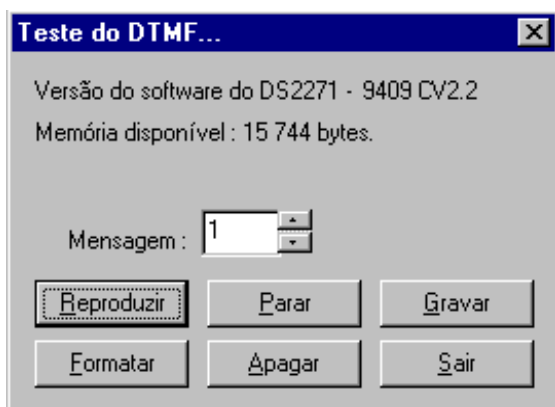 Teste do DTMF...
Versão do software do DS2271 - 9409 CV2.2
Memória disponível : 15 744 bytes.
Mensagem : 1
Reproduzir Parar Gravar
Formatar Apagar Sair